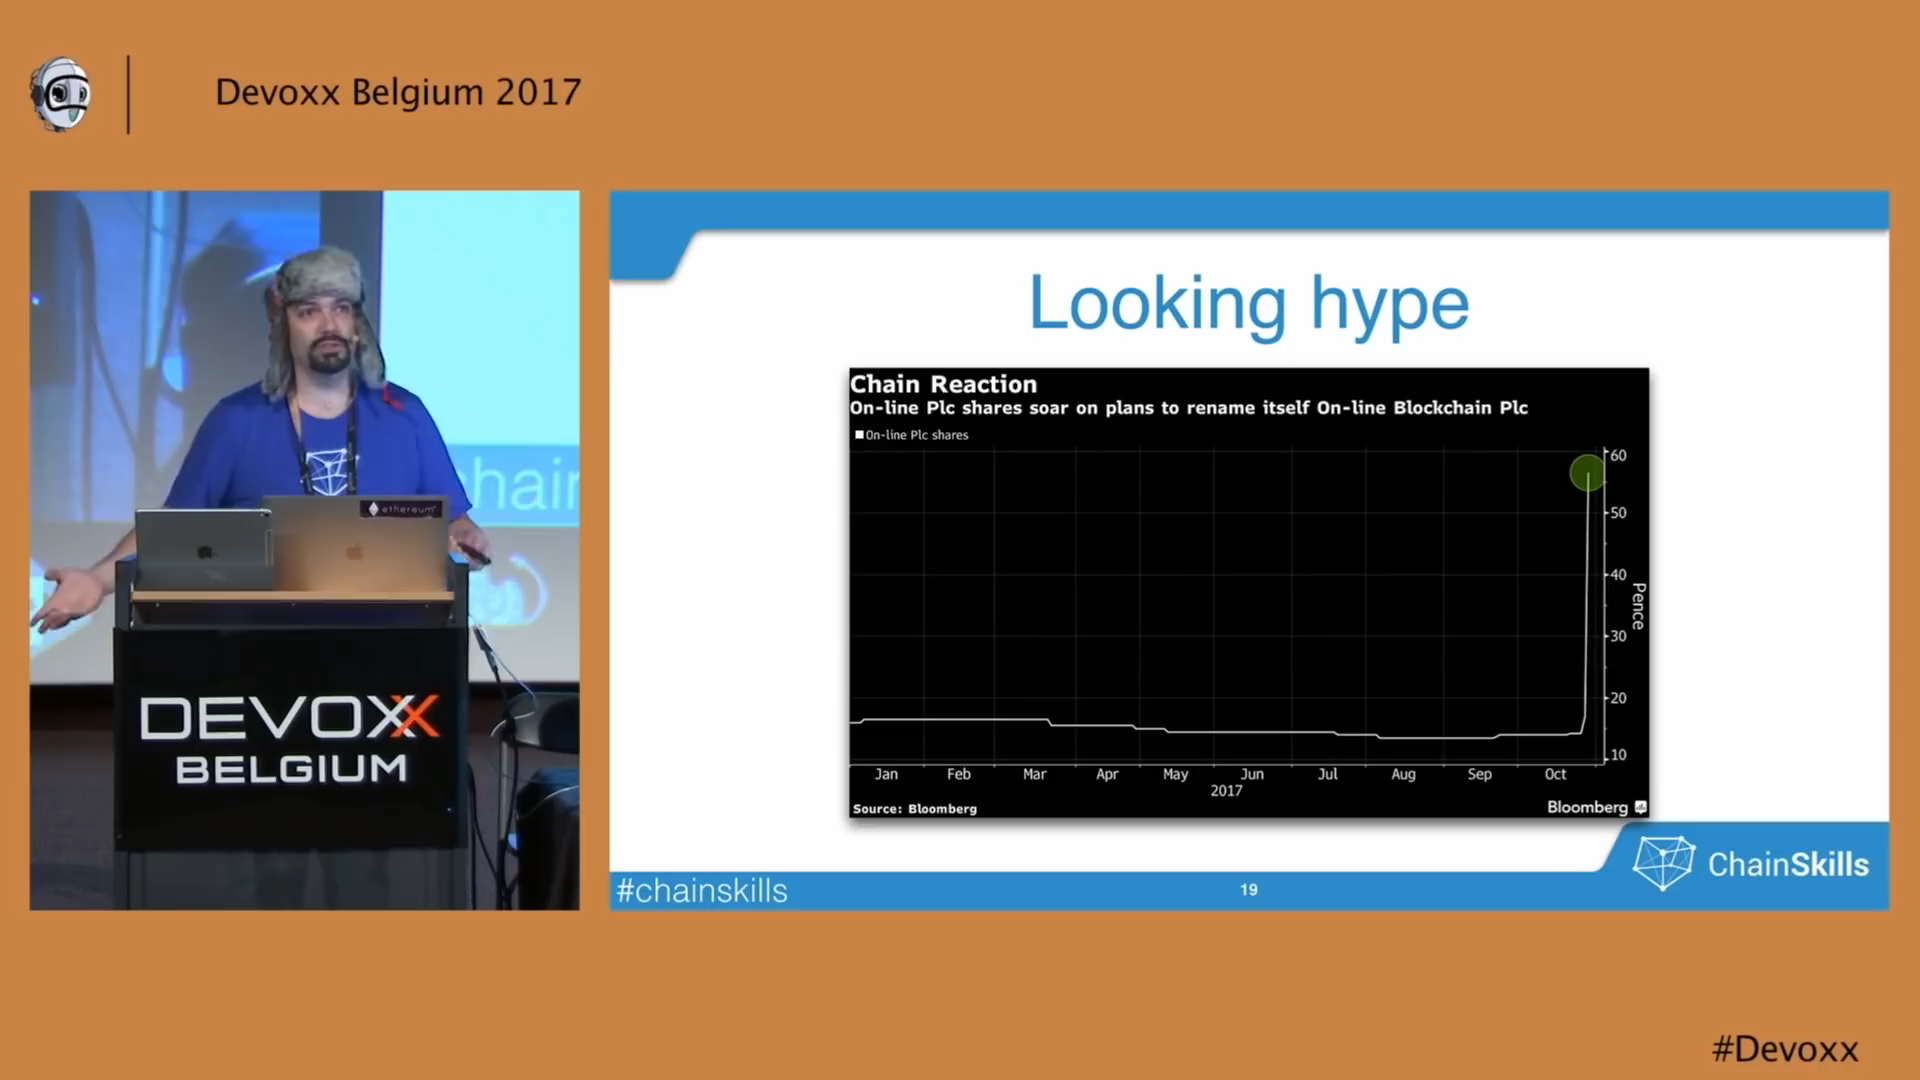 Devoxx Belgium 2017
ethereum
chain
DEVOXX
BELGIUM
Looking hype
Chain Reaction
On-line Plc shares soar on plans to rename itself On-line Blockchain Plc
On-line Plc shares
60
50
40
30
20
10
Pence
Jan Feb Mar Apr May Jun Jul Aug Sep Oct
2017
Source: Bloomberg
Bloomberg
#chainskills
19
ChainSkills
#Devoxx